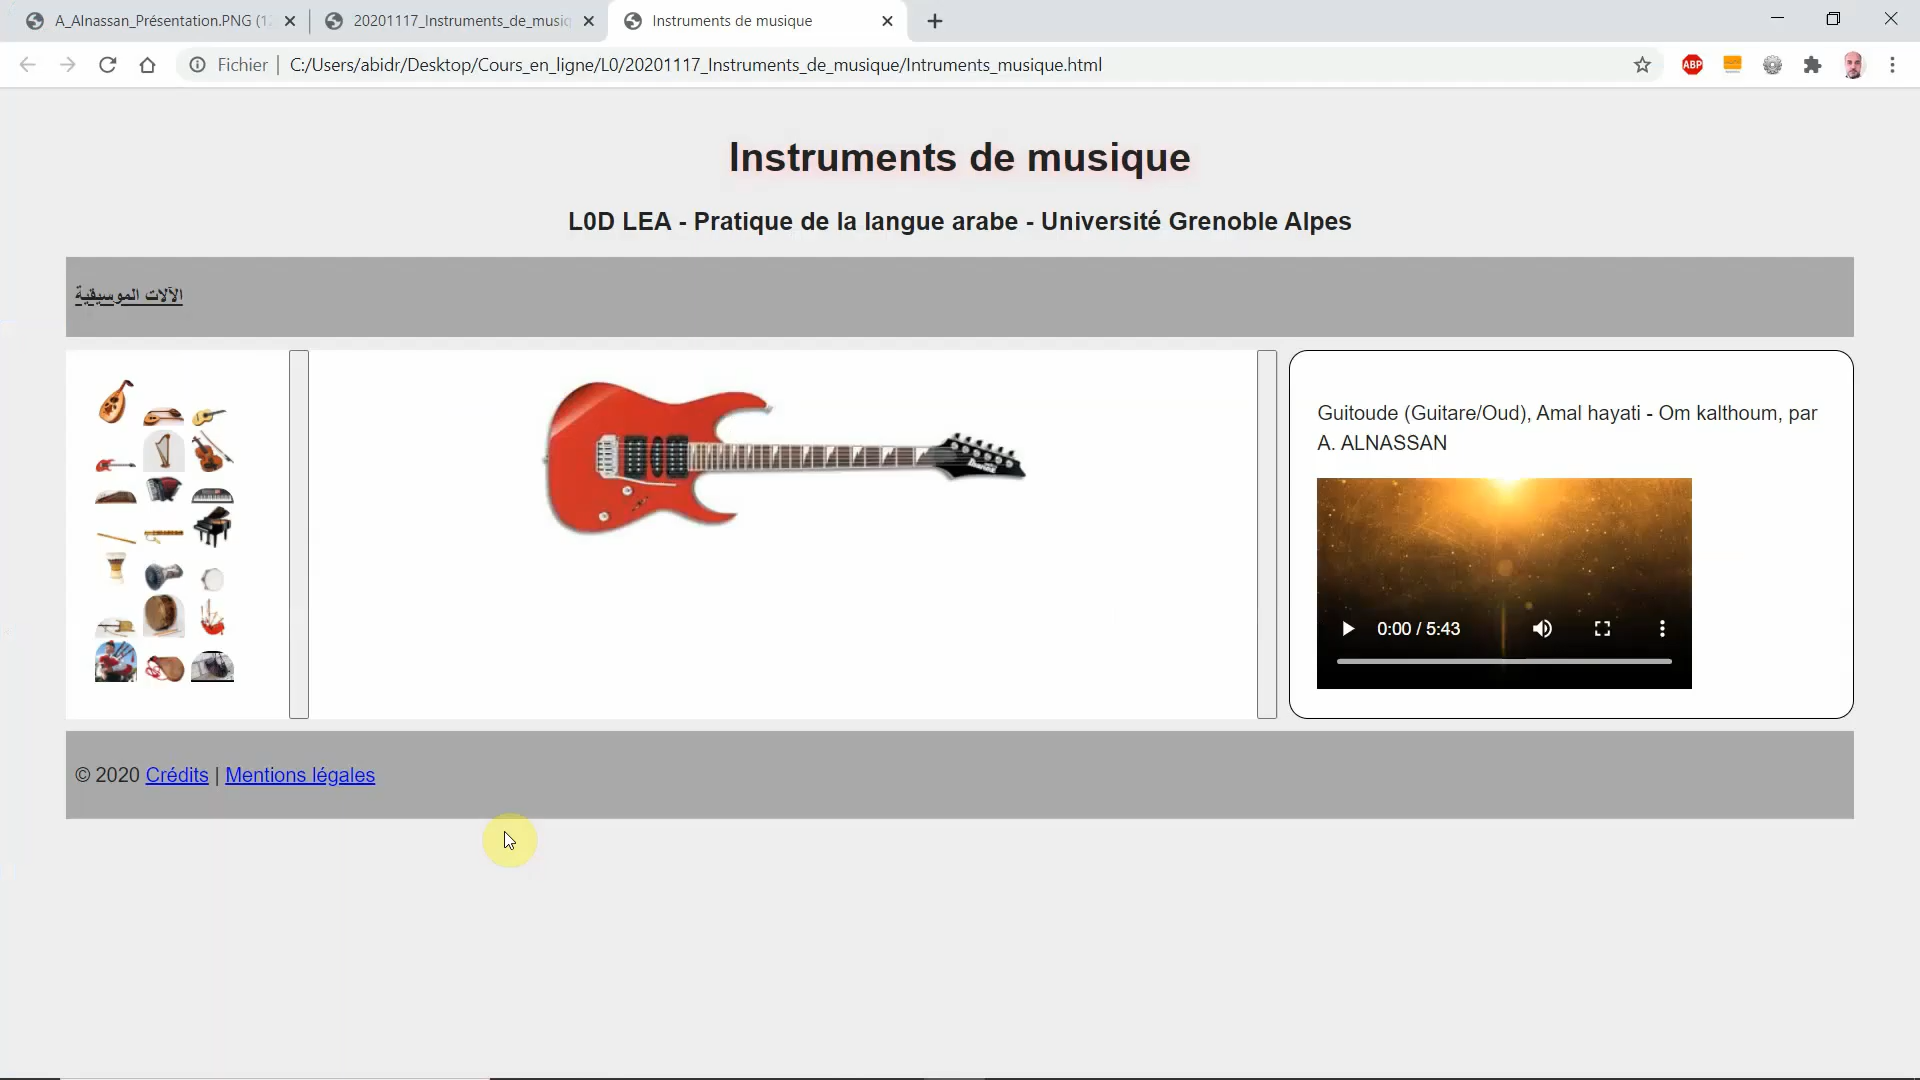 A_Alnassan_Présentation.PNG (1
20201117_Instruments_de_musiq
Instruments de musique
Fichier | C:/Users/abidr/Desktop/Cours_en_ligne/L0/20201117_Instruments_de_musique/Intruments_musique.html
ABP
Instruments de musique
L0D LEA - Pratique de la langue arabe - Université Grenoble Alpes
الآلات الموسيقية
Guitoude (Guitare/Oud), Amal hayati - Om kalthoum, par
A. ALNASSAN
0:00 / 5:43
© 2020 Crédits | Mentions légales